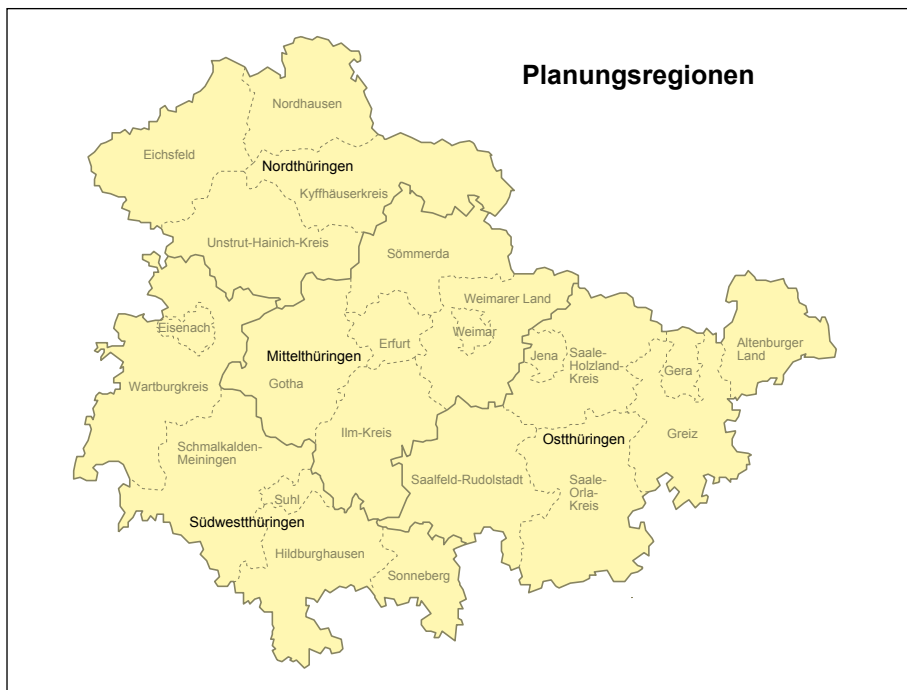 Planungsregionen
Nordhausen
Eichsfeld
Nordthüringen
Kyffhäuserkreis
Unstrut-Hainich-Kreis
Sömmerda
Weimarer Land
Eisenach
Weimar
Erfurt
Mittelthüringen
Jena
Saale-
Holzland-
Kreis
Gera
Altenburger
Land
Wartburgkreis
Gotha
Ilm-Kreis
Greiz
Ostthüringen
Schmalkalden-
Meiningen
Saalfeld-Rudolstadt
Saale-
Orla-
Kreis
Suhl
Südwestthüringen
Hildburghausen
Sonneberg